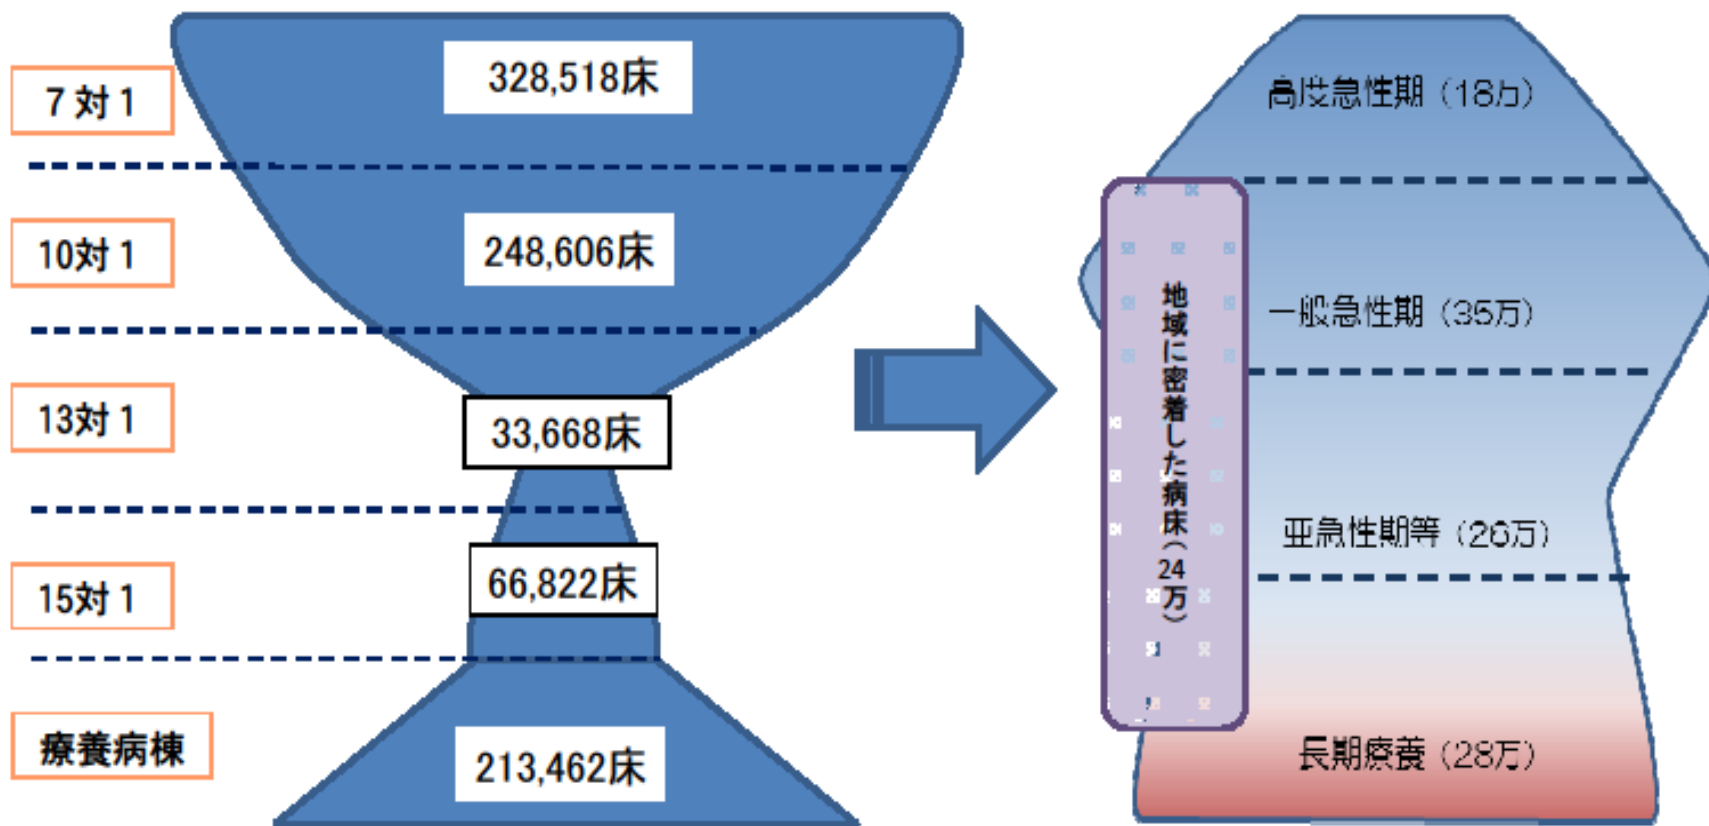 7対1
328,518床
10対1
248,606床
13対1
33,668床
15対1
66,822床
療養病棟
213,462床
高度急性期（18万）
一般急性期（35万）
亜急性期等（26万）
長期療養（28万）
地域に密着した病床（24万）